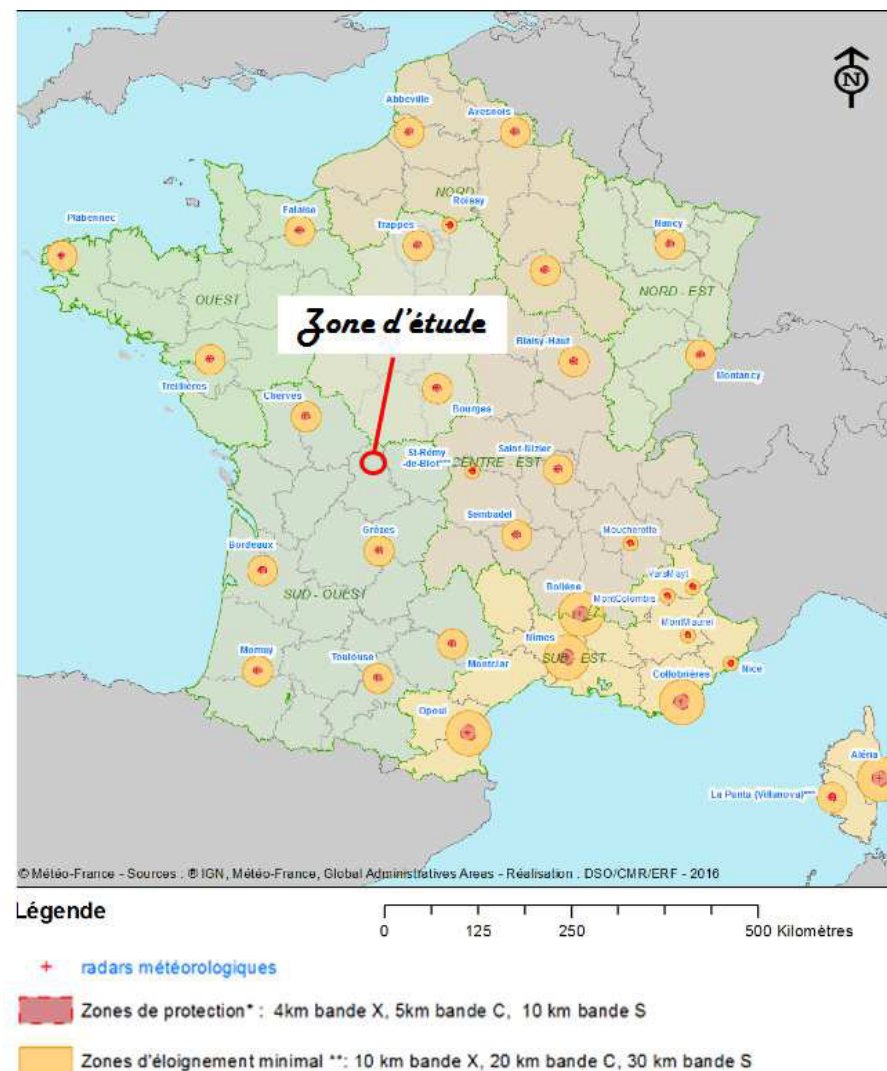 N
Abbeville
Avesnois
NORD
Roissy
Plabennec
Falaise
Trappes
Nancy
OUEST
NORD - EST
Zone d'étude
Blaisy-Haut
Treillières
Montancy
Cherves
Bourges
St-Rémy
-de-Blot***
CENTRE - EST
Saint-Nizier
Sembadel
Moucherotte
Grèzes
Bordeaux
VarsMayt
Bollène
MontColombis
SUD - OUEST
MontMaurel
Nîmes
Momuy
Toulouse
Montclar
SUD - EST
Nice
Collobrières
Opoul
Aléria
La Punta (Villanova)***
© Météo-France - Sources : ® IGN, Météo-France, Global Administratives Areas - Réalisation : DSO/CMR/ERF - 2016
Légende
0 125 250 500 Kilomètres
radars météorologiques
Zones de protection* : 4km bande X, 5km bande C, 10 km bande S
Zones d'éloignement minimal **: 10 km bande X, 20 km bande C, 30 km bande S